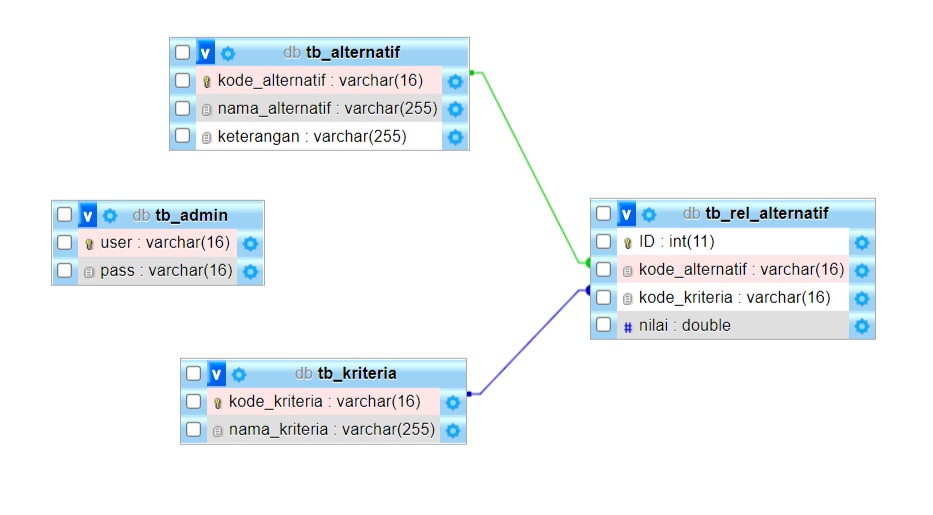 v db tb_alternatif
kode_alternatif : varchar(16)
nama_alternatif : varchar(255)
keterangan : varchar(255)
v db tb_admin
user : varchar(16)
pass : varchar(16)
v db tb_rel_alternatif
ID : int(11)
kode_alternatif : varchar(16)
kode_kriteria : varchar(16)
# nilai : double
v db tb_kriteria
kode_kriteria : varchar(16)
nama_kriteria : varchar(255)